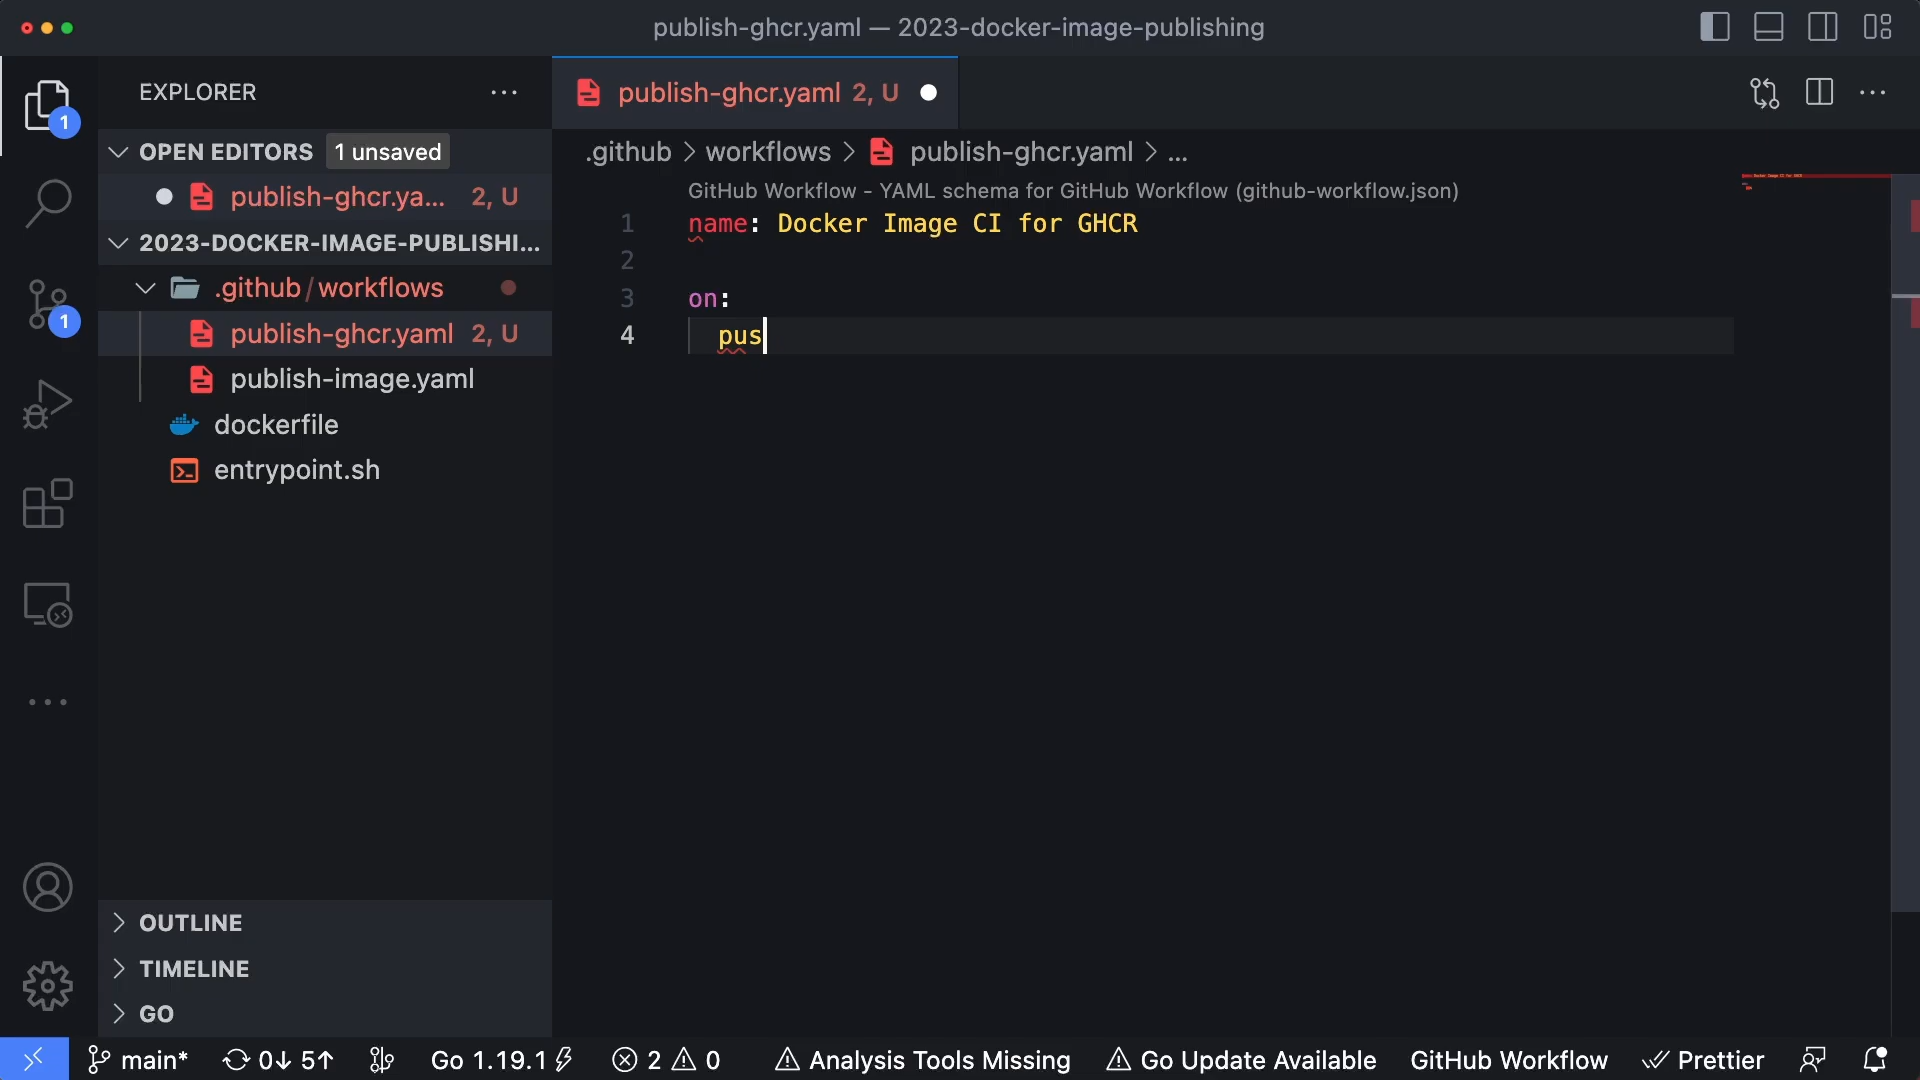 publish-ghcr.yaml — 2023-docker-image-publishing
EXPLORER
OPEN EDITORS 1 unsaved
publish-ghcr.ya... 2, U
2023-DOCKER-IMAGE-PUBLISHI...
.github/workflows
publish-ghcr.yaml 2, U
publish-image.yaml
dockerfile
entrypoint.sh
OUTLINE
TIMELINE
GO
1
1
publish-ghcr.yaml 2, U
.github > workflows > publish-ghcr.yaml > ...
GitHub Workflow - YAML schema for GitHub Workflow (github-workflow.json)
1 name: Docker Image CI for GHCR
2
3 on:
4 pus
main* 0↓ 5↑ Go 1.19.1 2 0 Analysis Tools Missing Go Update Available GitHub Workflow Prettier